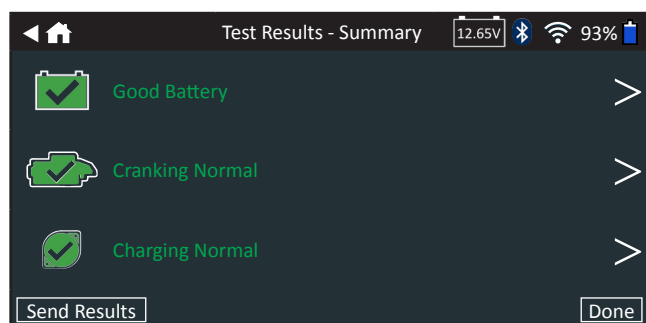 Test Results - Summary 12.65V 93%
Good Battery
Cranking Normal
Charging Normal
Send Results Done